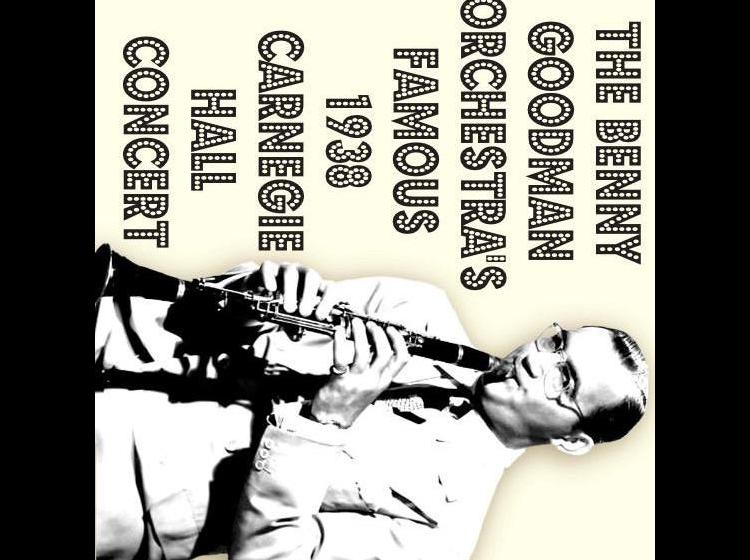 THE BENNY
GOODMAN
ORCHESTRA'S
FAMOUS
1938
CARNEGIE
HALL
CONCERT